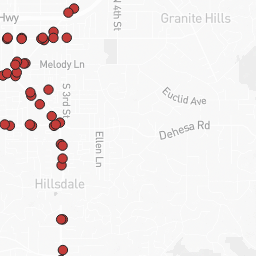 N 4th St
Granite Hills
Hwy
Melody Ln
S 3rd St
Euclid Ave
Dehesa Rd
Ellen Ln
Hillsdale